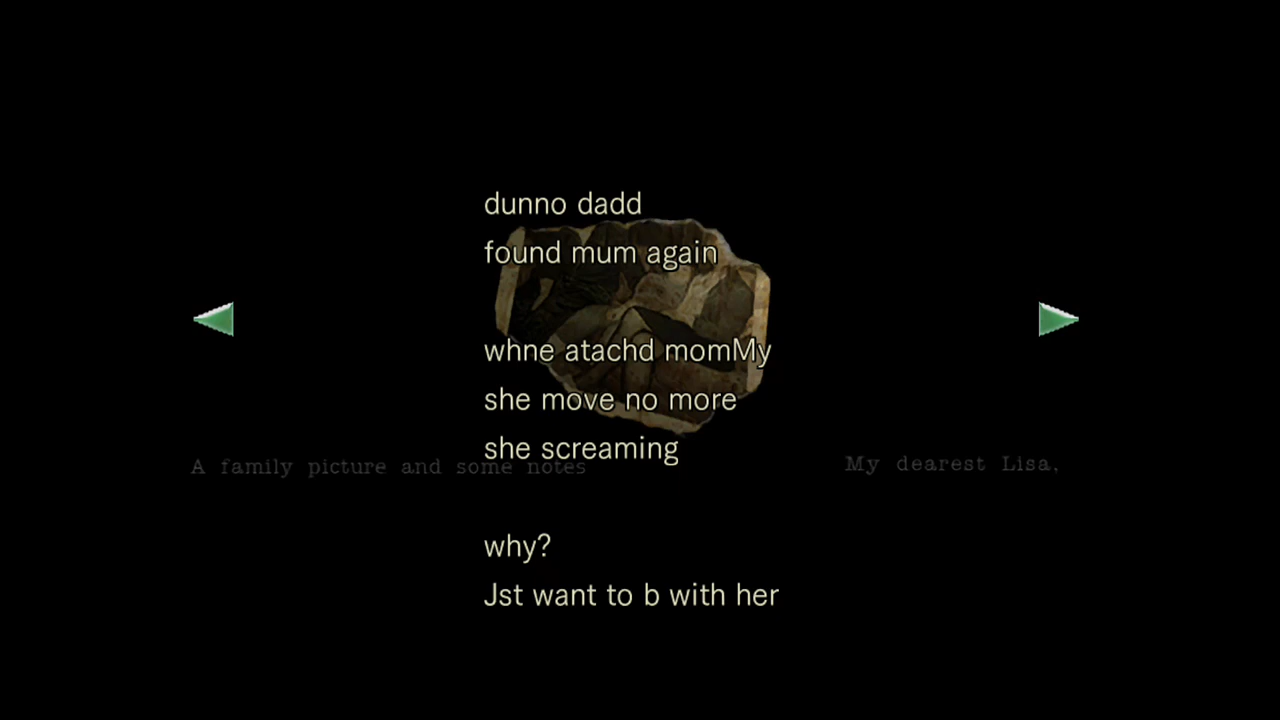 dunno dadd
found mum again
whne atachd momMy
she move no more
she screaming
A family picture and some notes
My dearest Lisa,
why?
Jst want to b with her